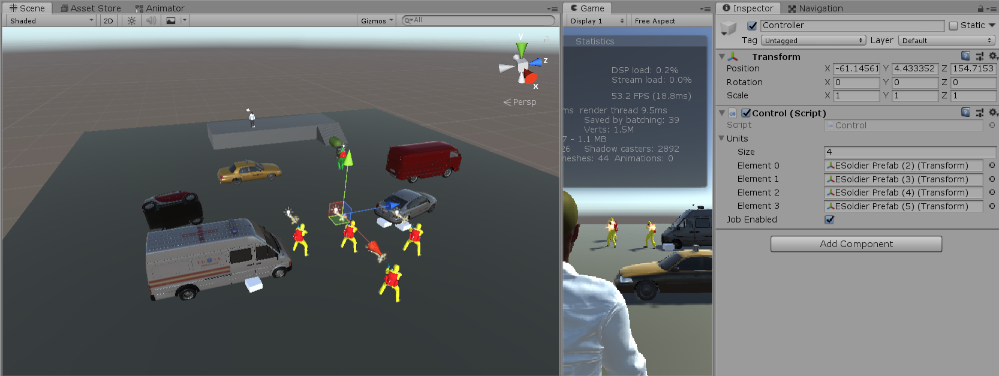 Scene Asset Store Animator
Shaded 2D Gizmos All
y
z
x
Persp
Game
Display 1 Free Aspect
Statistics
DSP load: 0.2%
Stream load: 0.0%
53.2 FPS (18.8ms)
ms render thread 9.5ms
Saved by batching: 39
Verts: 1.5M
7 - 1.1 MB
26 Shadow casters: 2892
meshes: 44 Animations: 0
Inspector Navigation
Controller Static
Tag Untagged Layer Default
Transform
Position X -61.14561 Y 4.433352 Z 154.7153
Rotation X 0 Y 0 Z 0
Scale X 1 Y 1 Z 1
Control (Script)
Script Control
Units
Size 4
Element 0 ESoldier Prefab (2) (Transform)
Element 1 ESoldier Prefab (3) (Transform)
Element 2 ESoldier Prefab (4) (Transform)
Element 3 ESoldier Prefab (5) (Transform)
Job Enabled
Add Component